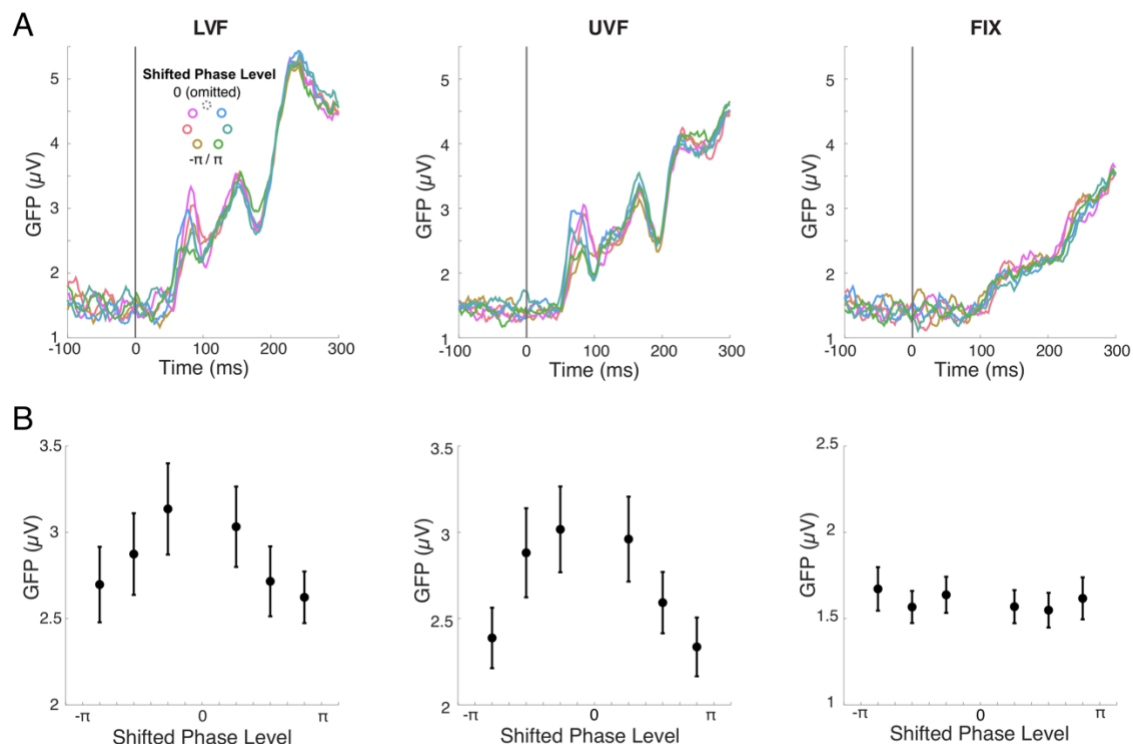 A
LVF
UVF
FIX
Shifted Phase Level
0 (omitted)
-π / π
GFP (µV)
5
4
3
2
1
-100
0
100
200
300
Time (ms)
GFP (µV)
5
4
3
2
1
-100
0
100
200
300
Time (ms)
GFP (µV)
5
4
3
2
1
-100
0
100
200
300
Time (ms)
B
GFP (µV)
3.5
3
2.5
2
-π
0
π
Shifted Phase Level
GFP (µV)
3.5
3
2.5
2
-π
0
π
Shifted Phase Level
GFP (µV)
2.5
2
1.5
1
-π
0
π
Shifted Phase Level